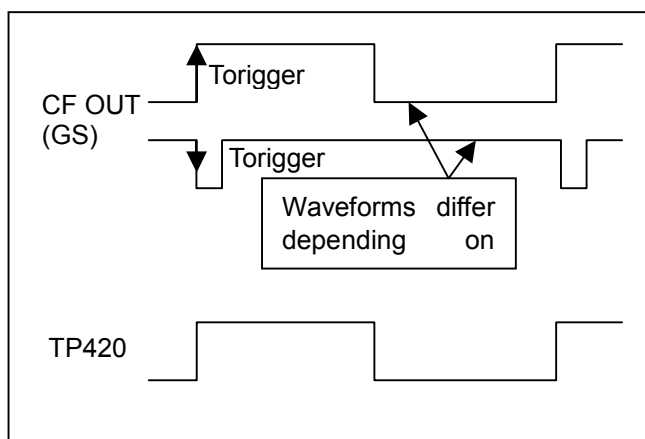 Torigger
CF OUT
(GS)
Torigger
Waveforms differ
depending on
TP420